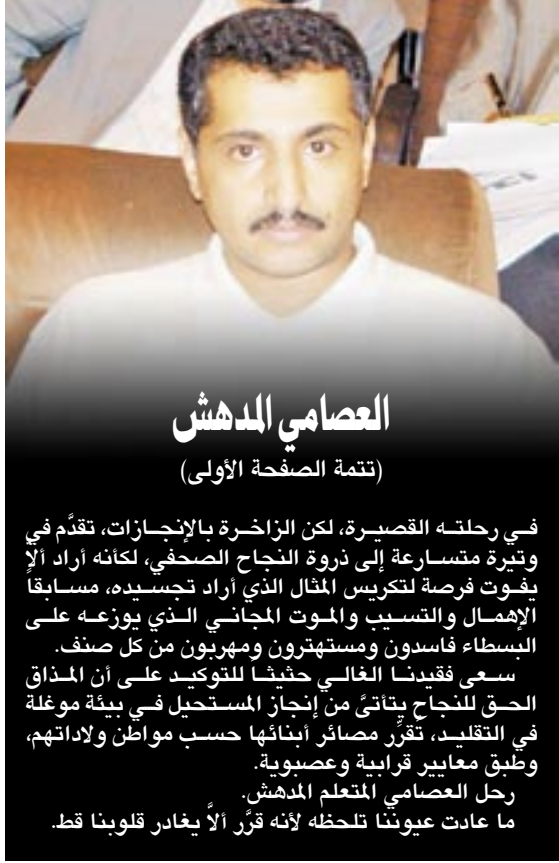 العصامي المدهش
(تتمة الصفحة الأولى)
فـي رحلتـه القصيـرة، لكن الزاخـرة بـالإنجـازات، تقدَّم في
وتيرة متسـارعة إلى ذروة النجاح الصحفي، لكأنه أراد ألاَّ
يفـوت فرصة لتكريس المثال الذي أراد تجسـيده، مسـابقاً
الإهمـال والتسـيب والمـوت المجانـي الـذي يوزعـه علـى
البسطاء فاسدون ومستهترون ومهربون من كل صنف.
سـعى فقيدنـا الغالـي حثيثـاً للتوكيـد علـى أن المـذاق
الحـق للنجاح يتأتىَّ من إنجاز المسـتحيل فـي بيئة موغلة
في التقليـد، تُقرِّر مصائر أبنائها حسـب مواطن ولاداتهم،
وطبق معايير قرابية وعصبوية.
رحل العصامي المتعلم المدهش.
ما عادت عيوننا تلحظه لأنه قرَّر ألاَّ يغادر قلوبنا قط.